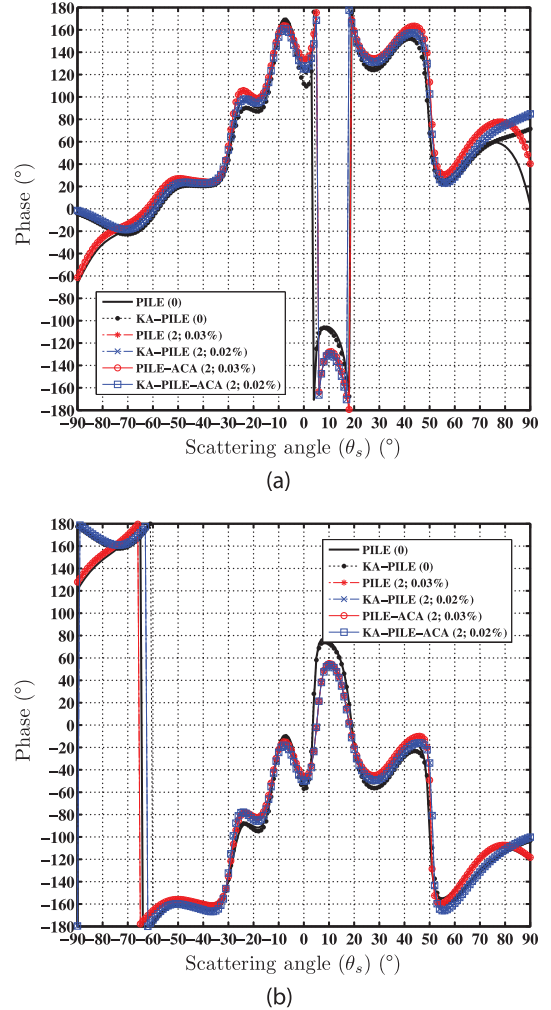 180
160
140
120
100
80
60
40
20
0
−20
−40
−60
−80
−100
−120
−140
−160
−180
Phase (°)
PILE (0)
KA−PILE (0)
PILE (2; 0.03%)
KA−PILE (2; 0.02%)
PILE−ACA (2; 0.03%)
KA−PILE−ACA (2; 0.02%)
−90−80−70−60−50−40−30−20−10 0 10 20 30 40 50 60 70 80 90
Scattering angle (θs) (°)
(a)
180
160
140
120
100
80
60
40
20
0
−20
−40
−60
−80
−100
−120
−140
−160
−180
Phase (°)
PILE (0)
KA−PILE (0)
PILE (2; 0.03%)
KA−PILE (2; 0.02%)
PILE−ACA (2; 0.03%)
KA−PILE−ACA (2; 0.02%)
−90−80−70−60−50−40−30−20−10 0 10 20 30 40 50 60 70 80 90
Scattering angle (θs) (°)
(b)